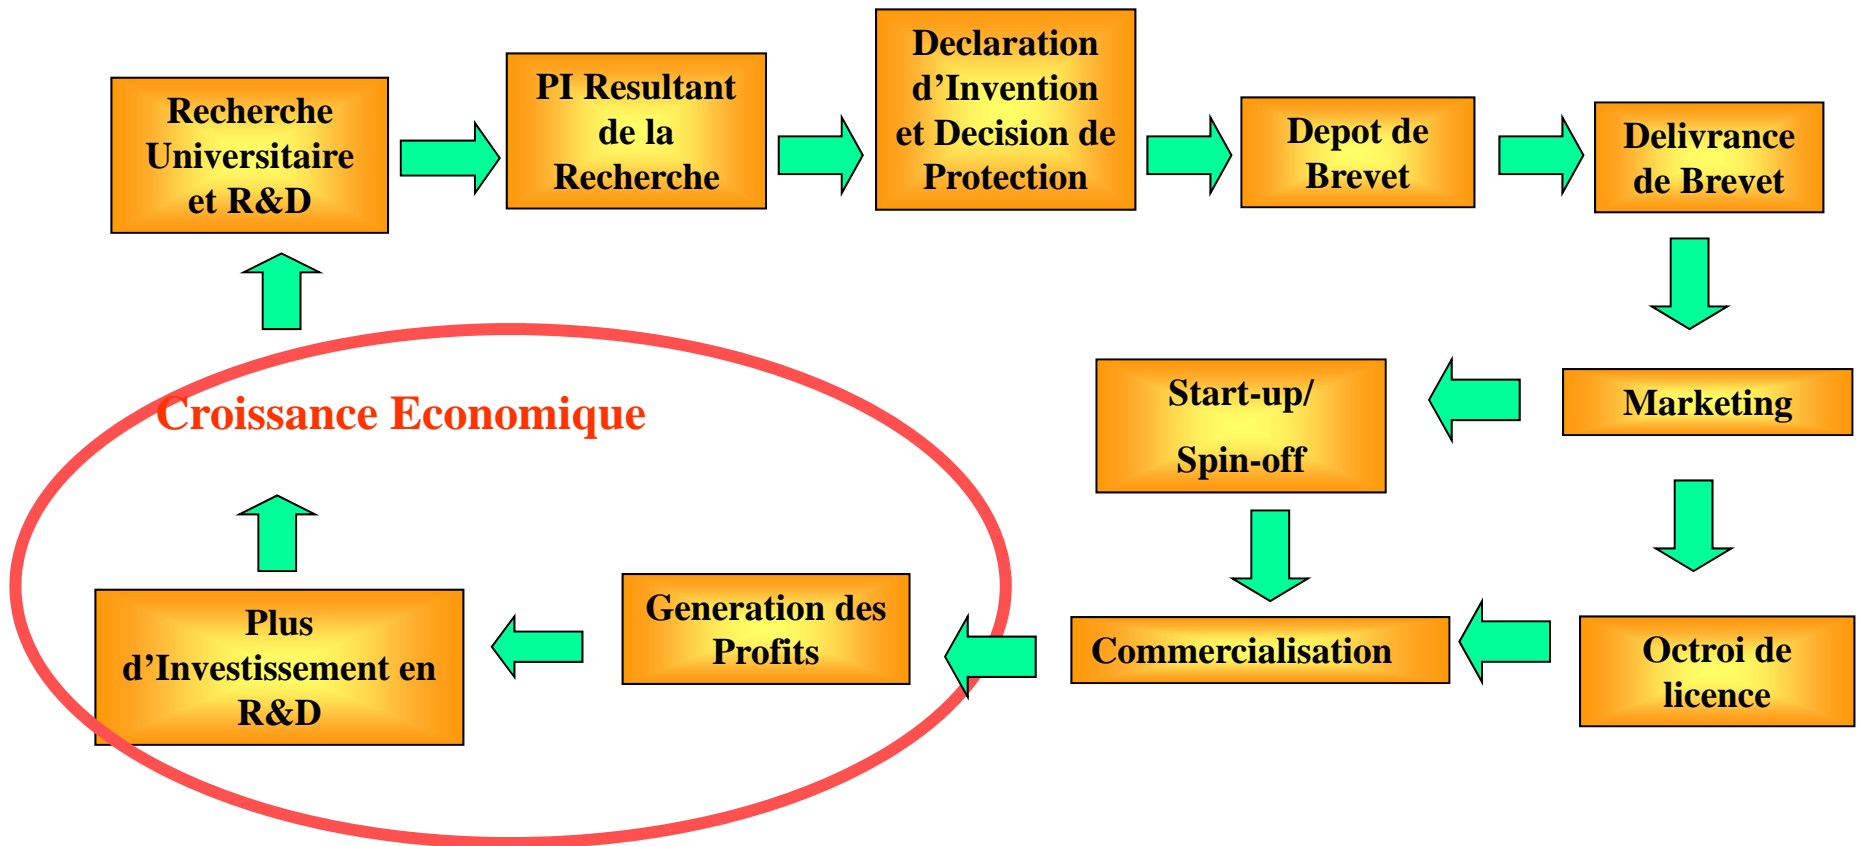 Recherche
Universitaire
et R&D
PI Resultant
de la
Recherche
Declaration
d’Invention
et Decision de
Protection
Depot de
Brevet
Delivrance
de Brevet
Marketing
Start-up/
Spin-off
Octroi de
licence
Commercialisation
Croissance Economique
Generation des
Profits
Plus
d’Investissement en
R&D